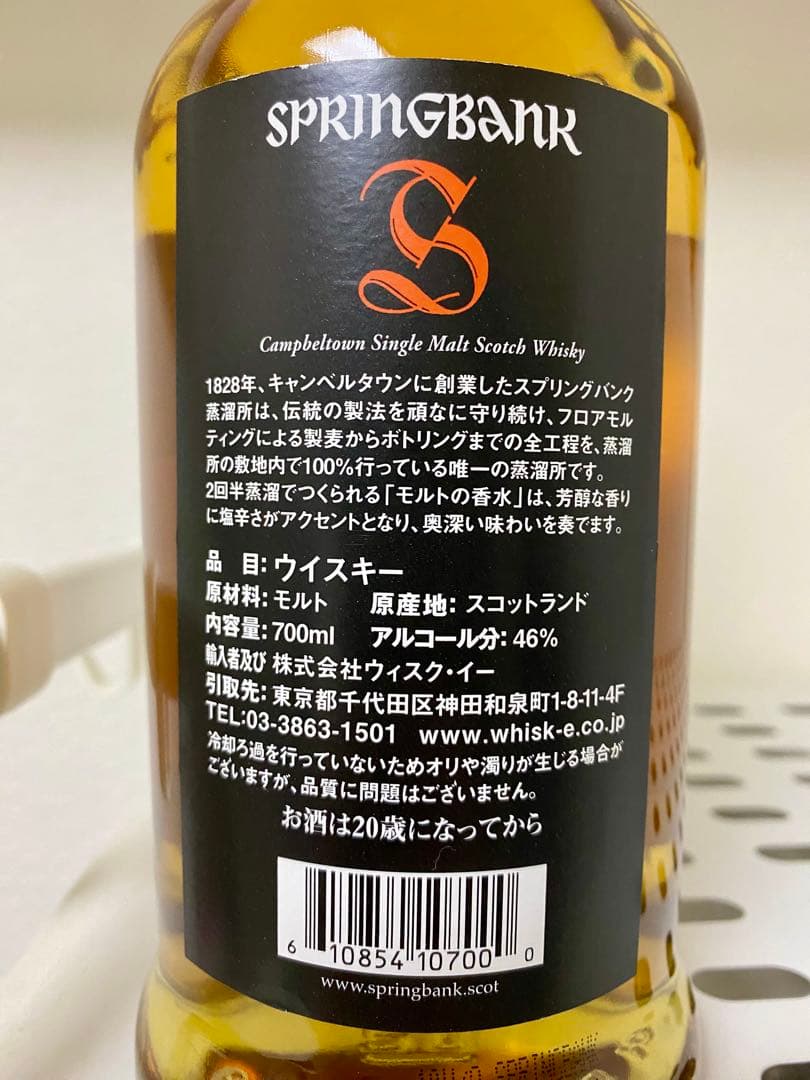 SPRINGBANK
S
Campbeltown Single Malt Scotch Whisky
1828年、キャンベルタウンに創業したスプリングバンク
蒸溜所は、伝統の製法を頑なに守り続け、フロアモル
ティングによる製麦からボトリングまでの全工程を、蒸溜
所の敷地内で100%行っている唯一の蒸溜所です。
2回半蒸溜でつくられる「モルトの香水」は、芳醇な香り
に塩辛さがアクセントとなり、奥深い味わいを奏でます。
品 目: ウイスキー
原材料: モルト 原産地: スコットランド
内容量: 700ml アルコール分: 46%
輸入者及び 株式会社ウィスク・イー
引取先: 東京都千代田区神田和泉町1-8-11-4F
TEL:03-3863-1501 www.whisk-e.co.jp
冷却ろ過を行っていないためオリや濁りが生じる場合が
ございますが、品質に問題はございません。
お酒は20歳になってから
6 10854 10700 0
www.springbank.scot